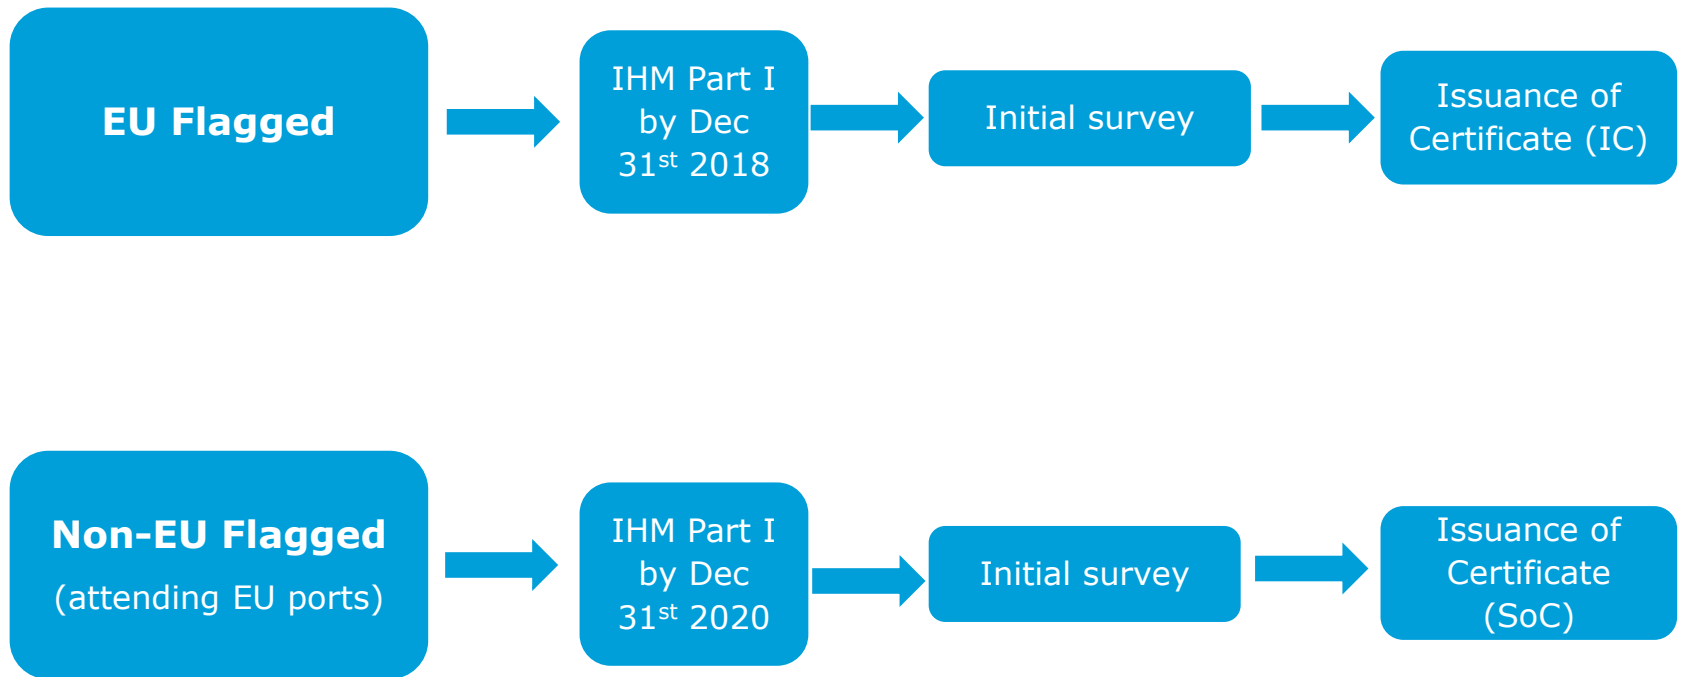 EU Flagged
IHM Part I
by Dec
31st 2018
Initial survey
Issuance of
Certificate (IC)
Non-EU Flagged
(attending EU ports)
IHM Part I
by Dec
31st 2020
Initial survey
Issuance of
Certificate
(SoC)